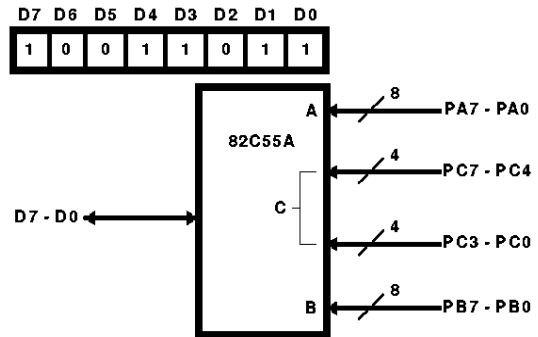 D7 D6 D5 D4 D3 D2 D1 D0
1 0 0 1 1 0 1 1
8
A PA7 - PA0
82C55A
4
PC7 - PC4
C
D7 - D0
4
PC3 - PC0
8
B PB7 - PB0